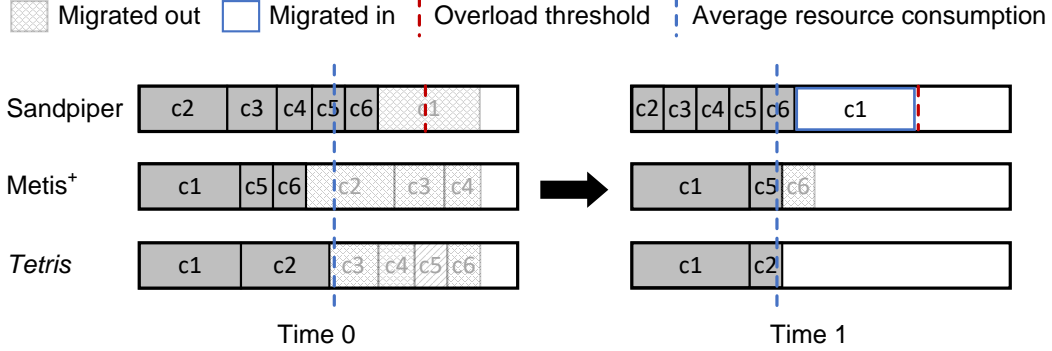 Migrated out Migrated in Overload threshold Average resource consumption
Sandpiper c2 c3 c4 c5 c6 c1 c2 c3 c4 c5 c6 c1
Metis+ c1 c5 c6 c2 c3 c4 c1 c5 c6
Tetris c1 c2 c3 c4 c5 c6 c1 c2
Time 0 Time 1